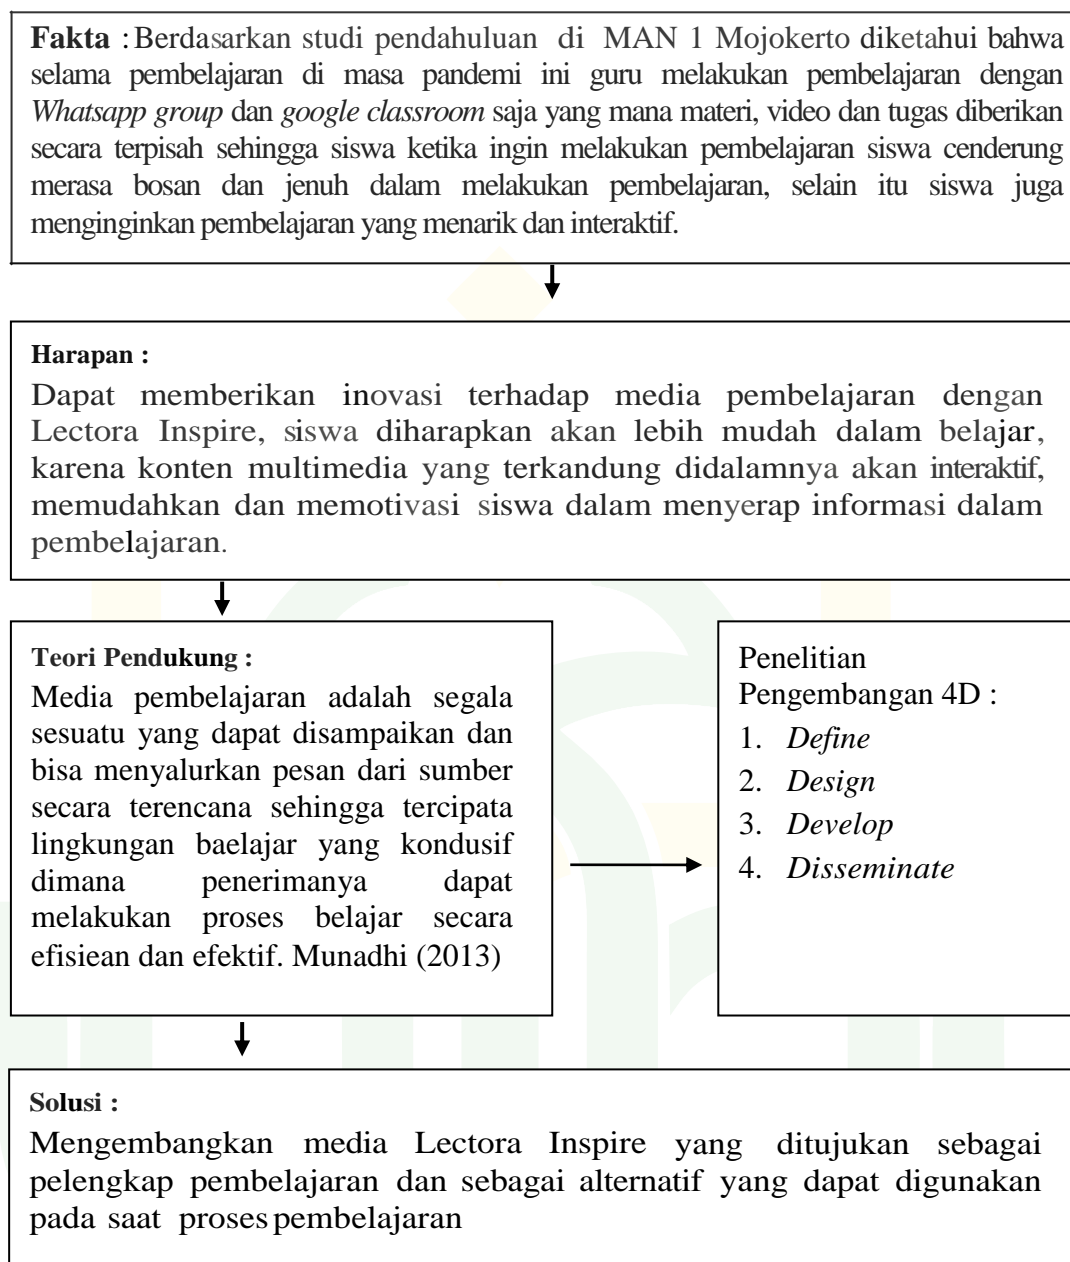 Fakta : Berdasarkan studi pendahuluan di MAN 1 Mojokerto diketahui bahwa
selama pembelajaran di masa pandemi ini guru melakukan pembelajaran dengan
Whatsapp group dan google classroom saja yang mana materi, video dan tugas diberikan
secara terpisah sehingga siswa ketika ingin melakukan pembelajaran siswa cenderung
merasa bosan dan jenuh dalam melakukan pembelajaran, selain itu siswa juga
menginginkan pembelajaran yang menarik dan interaktif.
Harapan :
Dapat memberikan inovasi terhadap media pembelajaran dengan
Lectora Inspire, siswa diharapkan akan lebih mudah dalam belajar,
karena konten multimedia yang terkandung didalamnya akan interaktif,
memudahkan dan memotivasi siswa dalam menyerap informasi dalam
pembelajaran.
Teori Pendukung :
Media pembelajaran adalah segala
sesuatu yang dapat disampaikan dan
bisa menyalurkan pesan dari sumber
secara terencana sehingga tercipata
lingkungan baelajar yang kondusif
dimana penerimanya dapat
melakukan proses belajar secara
efisiean dan efektif. Munadhi (2013)
Penelitian
Pengembangan 4D :
1. Define
2. Design
3. Develop
4. Disseminate
Solusi :
Mengembangkan media Lectora Inspire yang ditujukan sebagai
pelengkap pembelajaran dan sebagai alternatif yang dapat digunakan
pada saat proses pembelajaran